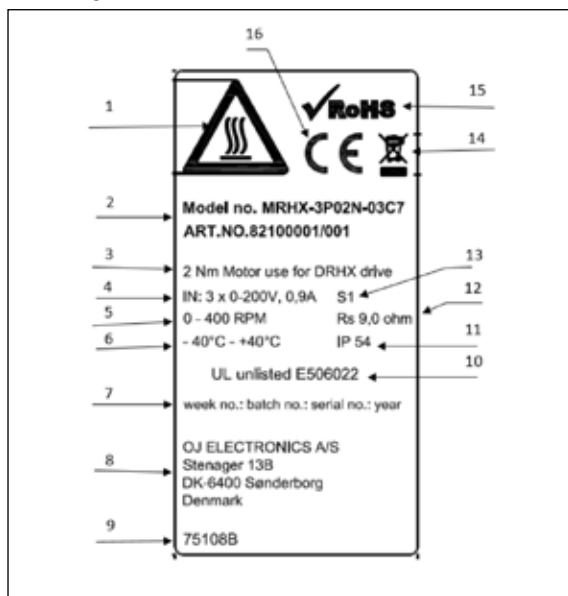 16
15
1
RoHS
CE
14
2
Model no. MRHX-3P02N-03C7
ART.NO.82100001/001
3
2 Nm Motor use for DRHX drive
13
4
IN: 3 x 0-200V, 0,9A S1
12
5
0 - 400 RPM Rs 9,0 ohm
6
- 40°C - +40°C IP 54
11
UL unlisted E506022
10
7
week no.: batch no.: serial no.: year
8
OJ ELECTRONICS A/S
Stenager 13B
DK-6400 Sønderborg
Denmark
9
75108B